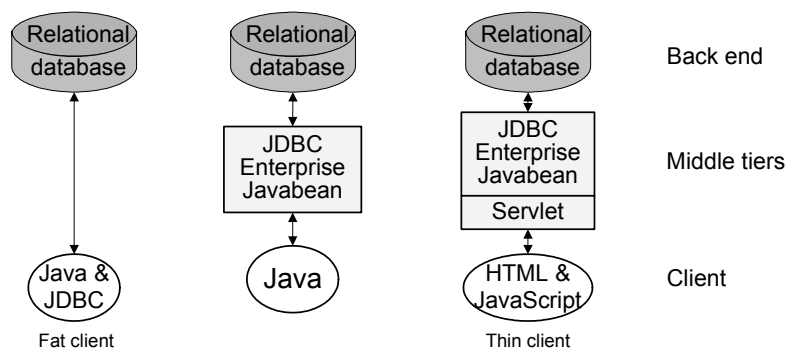 Relational
database
Relational
database
Relational
database
Back end
JDBC
Enterprise
Javabean
JDBC
Enterprise
Javabean
Servlet
Middle tiers
Java &
JDBC
Java
HTML &
JavaScript
Client
Fat client
Thin client